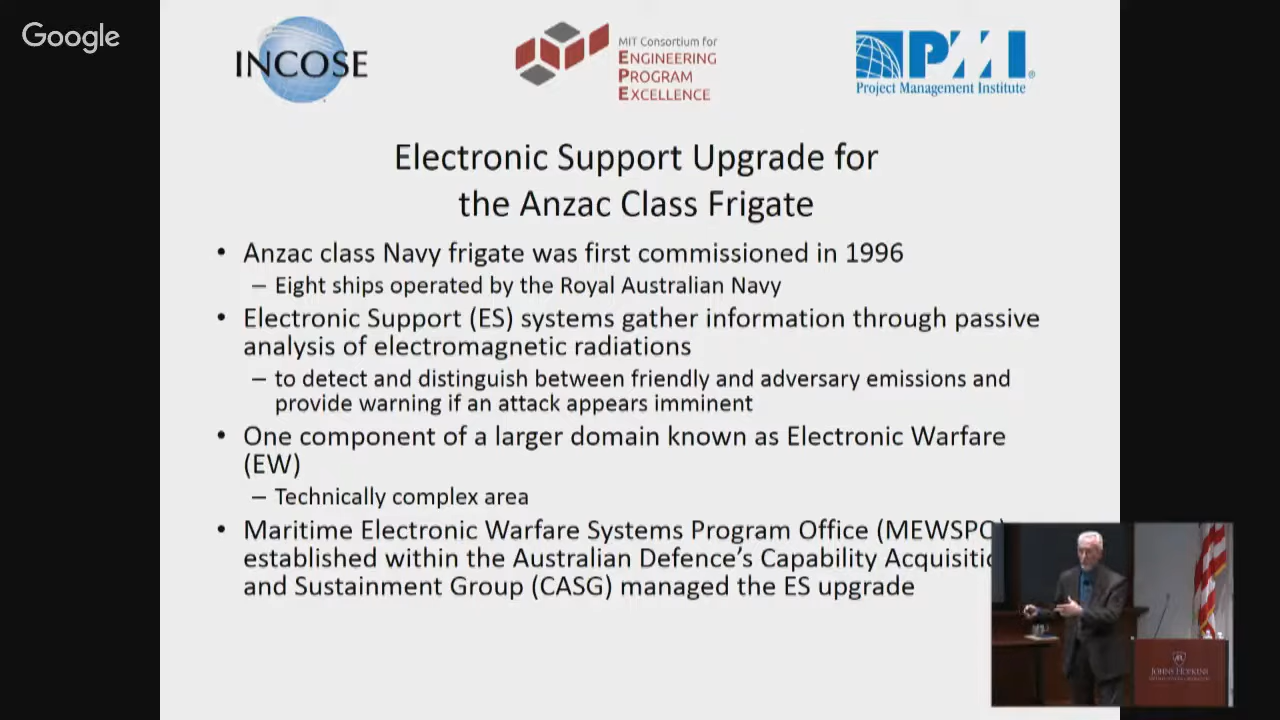 Google
INCOSE
MIT Consortium for
ENGINEERING
PROGRAM
EXCELLENCE
PMI
Project Management Institute
Electronic Support Upgrade for
the Anzac Class Frigate
• Anzac class Navy frigate was first commissioned in 1996
– Eight ships operated by the Royal Australian Navy
• Electronic Support (ES) systems gather information through passive
analysis of electromagnetic radiations
– to detect and distinguish between friendly and adversary emissions and
provide warning if an attack appears imminent
• One component of a larger domain known as Electronic Warfare
(EW)
– Technically complex area
• Maritime Electronic Warfare Systems Program Office (MEWSPO)
established within the Australian Defence’s Capability Acquisitio
and Sustainment Group (CASG) managed the ES upgrade
JOHNS HOPKINS